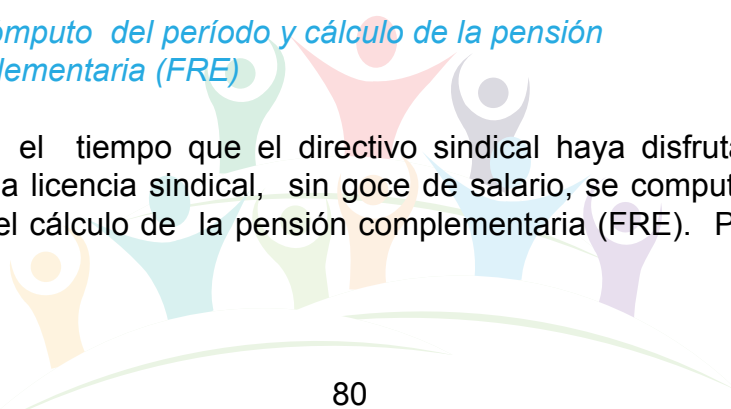 omputo del período y cálculo de la pensión
lementaria (FRE)
el tiempo que el directivo sindical haya disfruta
a licencia sindical, sin goce de salario, se comput
el cálculo de la pensión complementaria (FRE). P
80